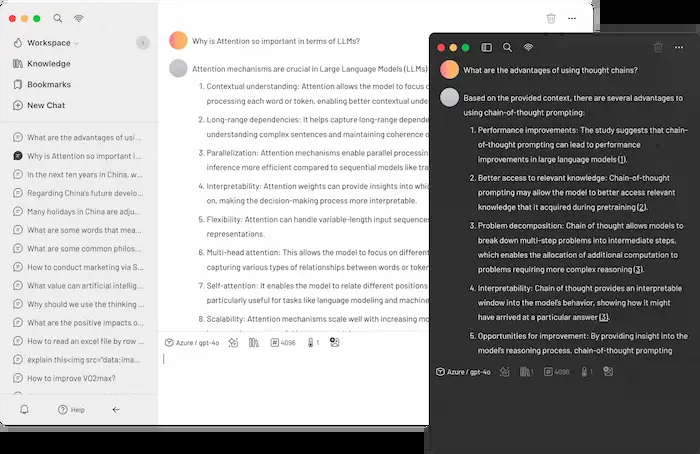 Workspace
1
Knowledge
Bookmarks
New Chat
What are the advantages of usi...
Why is Attention so important i...
In the next ten years in China, w...
Regarding China's future develo...
Many holidays in China are adju...
What are some words that mea...
What are some common philos...
How to conduct marketing via S...
What value can artificial intellig...
Why should we use the thinking ...
What are the positive impacts o...
How to read an excel file by row ...
explain this<img src="data:ima...
How to improve VO2max?
Help
Why is Attention so important in terms of LLMs?
Attention mechanisms are crucial in Large Language Models (LLMs)
1. Contextual understanding: Attention allows the model to focus
processing each word or token, enabling better contextual under
2. Long-range dependencies: It helps capture long-range depende
understanding complex sentences and maintaining coherence o
3. Parallelization: Attention mechanisms enable parallel processing
inference more efficient compared to sequential models like tra
4. Interpretability: Attention weights can provide insights into whic
on, making the decision-making process more interpretable.
5. Flexibility: Attention can handle variable-length input sequences
representations.
6. Multi-head attention: This allows the model to focus on different
capturing various types of relationships between words or token
7. Self-attention: It enables the model to relate different positions
particularly useful for tasks like language modeling and machine
8. Scalability: Attention mechanisms scale well with increasing mo
Azure / gpt-4o
4096
1
What are the advantages of using thought chains?
Based on the provided context, there are several advantages to
using chain-of-thought prompting:
1. Performance improvements: The study suggests that chain-
of-thought prompting can lead to performance
improvements in large language models (1).
2. Better access to relevant knowledge: Chain-of-thought
prompting may allow the model to better access relevant
knowledge that it acquired during pretraining (2).
3. Problem decomposition: Chain of thought allows models to
break down multi-step problems into intermediate steps,
which enables the allocation of additional computation to
problems requiring more complex reasoning (3).
4. Interpretability: Chain of thought provides an interpretable
window into the model's behavior, showing how it might
have arrived at a particular answer (3).
5. Opportunities for improvement: By providing insight into the
model's reasoning process, chain-of-thought prompting
Azure / gpt-4o
1
4096
1